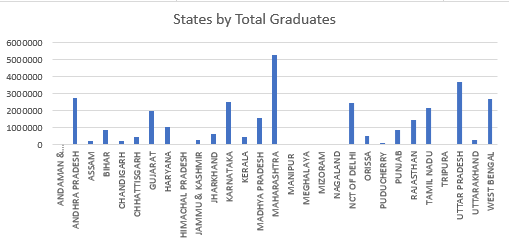 States by Total Graduates
6000000
5000000
4000000
3000000
2000000
1000000
0
ANDAMAN &...
ANDHRA PRADESH
ASSAM
BIHAR
CHANDIGARH
CHHATTISGARH
GUJARAT
HARYANA
HIMACHAL PRADESH
JAMMU & KASHMIR
JHARKHAND
KARNATAKA
KERALA
MADHYA PRADESH
MAHARASHTRA
MANIPUR
MEGHALAYA
MIZORAM
NAGALAND
NCT OF DELHI
ORISSA
PUDUCHERRY
PUNJAB
RAJASTHAN
TAMIL NADU
TRIPURA
UTTAR PRADESH
UTTARAKHAND
WEST BENGAL